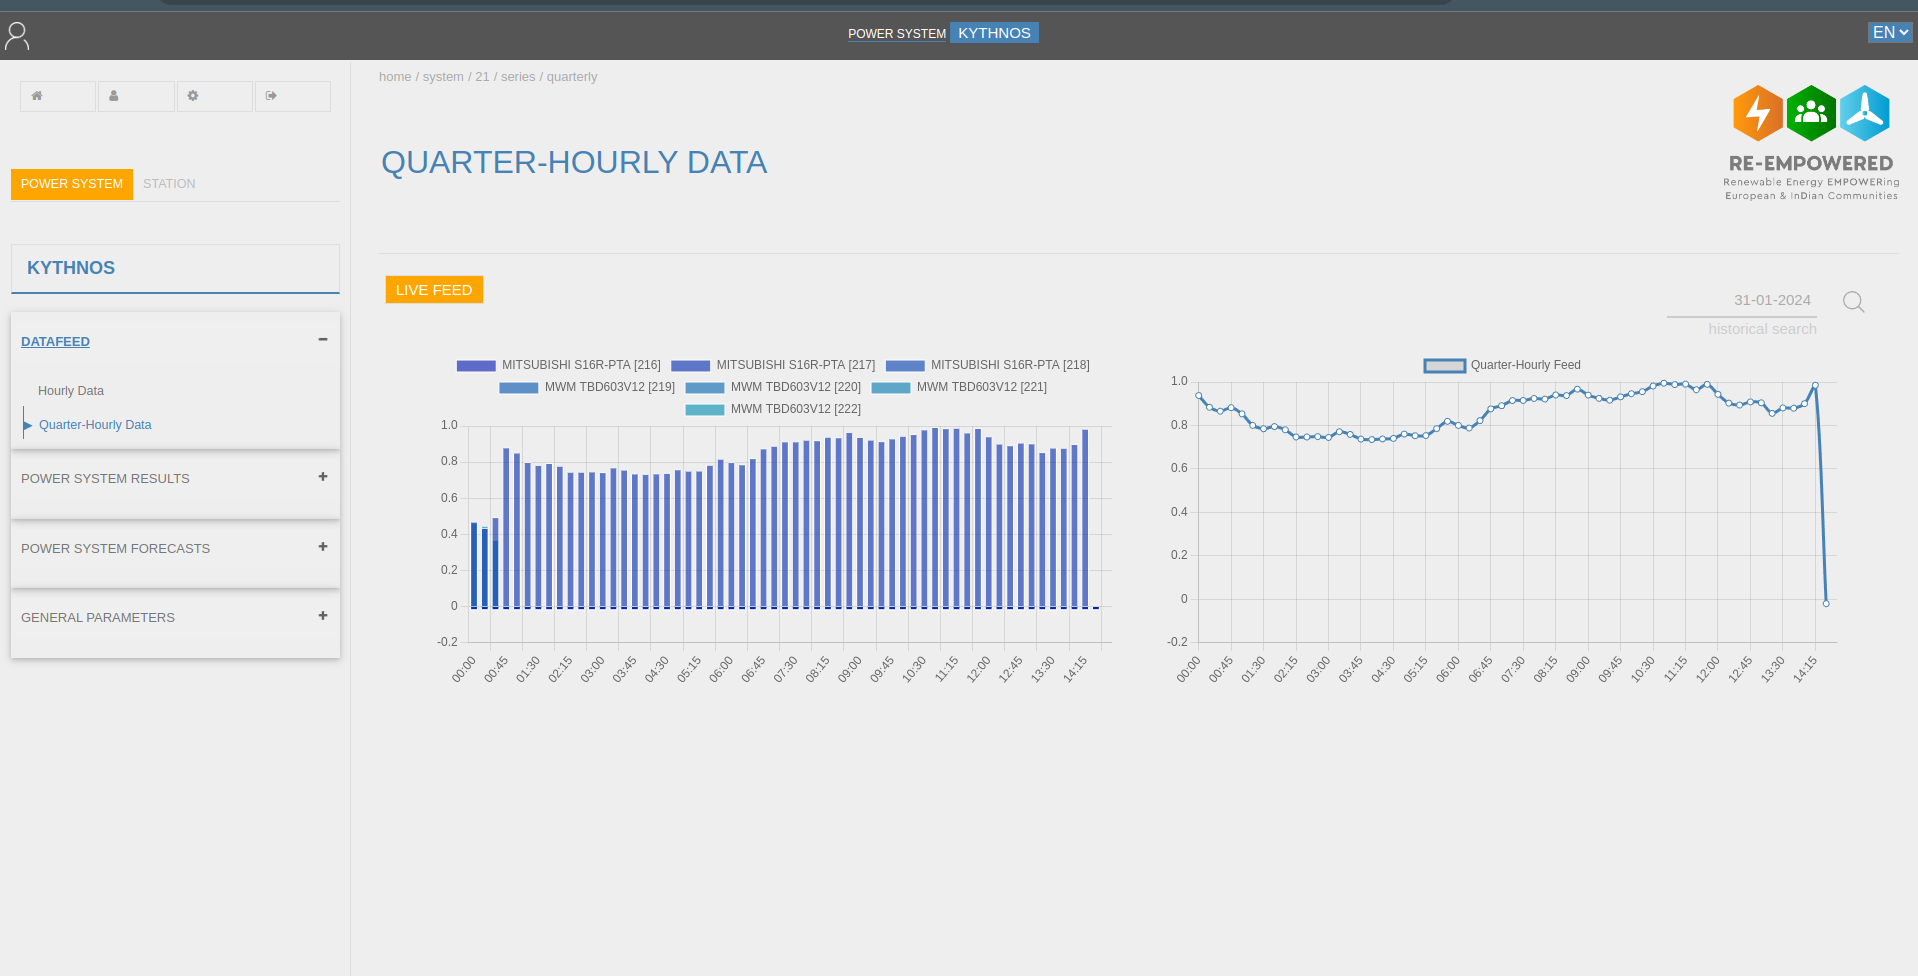 POWER SYSTEM KYTHNOS
EN
home / system / 21 / series / quarterly
QUARTER-HOURLY DATA
RE-EMPOWERED
Renewable Energy EMPOWERing
European & InDian Communities
POWER SYSTEM STATION
KYTHNOS
DATAFEED
Hourly Data
Quarter-Hourly Data
POWER SYSTEM RESULTS
POWER SYSTEM FORECASTS
GENERAL PARAMETERS
LIVE FEED
31-01-2024
historical search
MITSUBISHI S16R-PTA [216] MITSUBISHI S16R-PTA [217] MITSUBISHI S16R-PTA [218]
MWM TBD603V12 [219] MWM TBD603V12 [220] MWM TBD603V12 [221]
MWM TBD603V12 [222]
1.0
0.8
0.6
0.4
0.2
0
-0.2
00:00 00:45 01:30 02:15 03:00 03:45 04:30 05:15 06:00 06:45 07:30 08:15 09:00 09:45 10:30 11:15 12:00 12:45 13:30 14:15
Quarter-Hourly Feed
1.0
0.8
0.6
0.4
0.2
0
-0.2
00:00 00:45 01:30 02:15 03:00 03:45 04:30 05:15 06:00 06:45 07:30 08:15 09:00 09:45 10:30 11:15 12:00 12:45 13:30 14:15